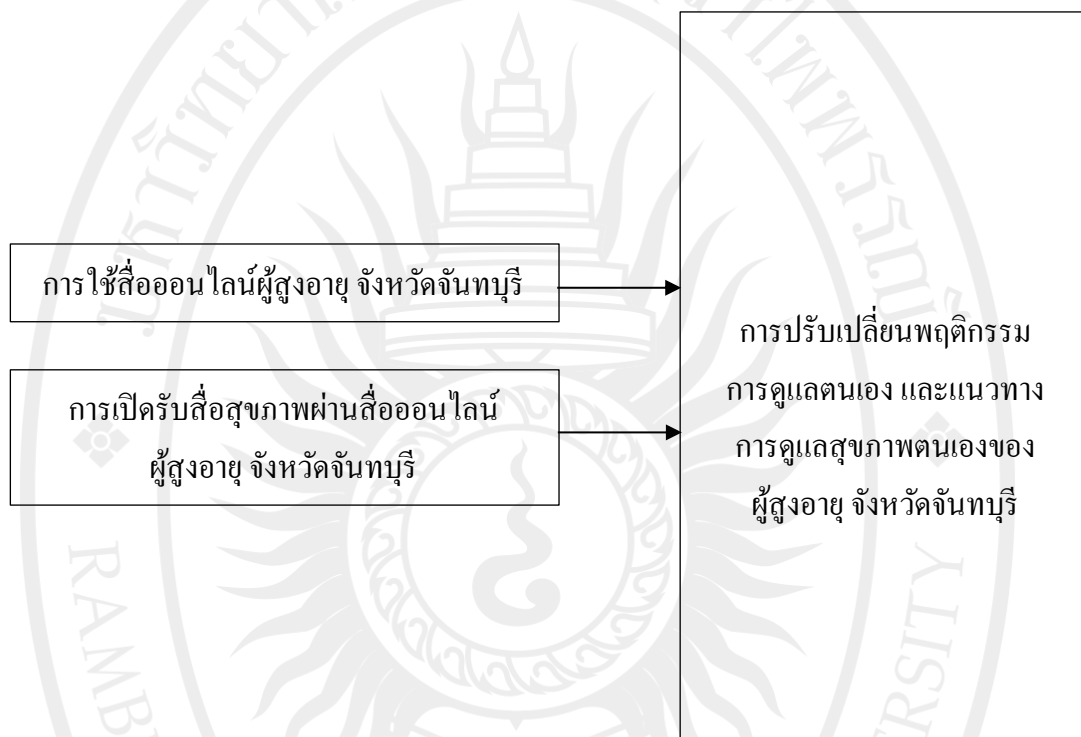 การใช้สื่อออนไลน์ผู้สูงอายุ จังหวัดจันทบุรี
การเปิดรับสื่อสุขภาพผ่านสื่อออนไลน์
ผู้สูงอายุ จังหวัดจันทบุรี
การปรับเปลี่ยนพฤติกรรม
การดูแลตนเอง และแนวทาง
การดูแลสุขภาพตนเองของ
ผู้สูงอายุ จังหวัดจันทบุรี